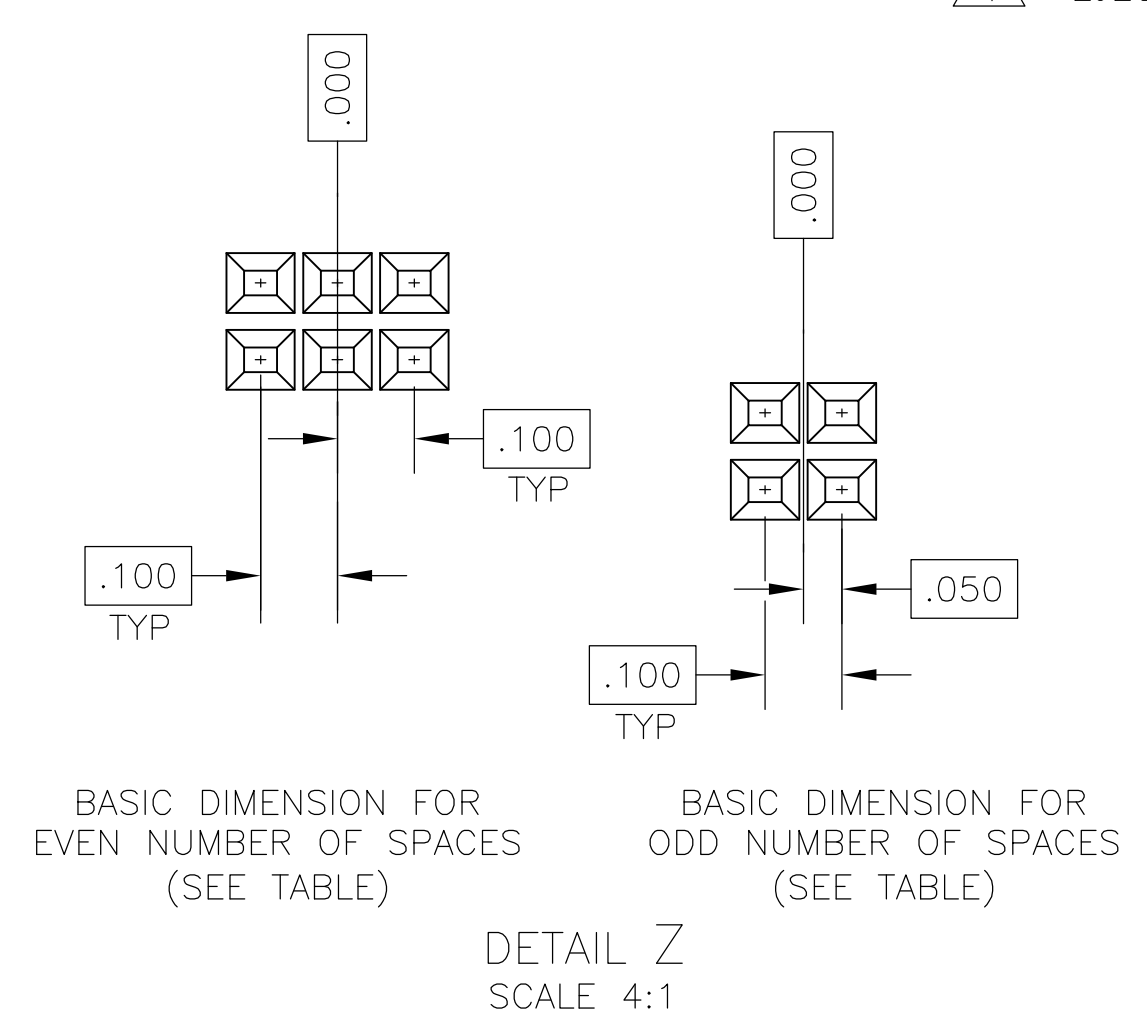 .000
.000
.100
TYP
.100
TYP
.050
.100
TYP
BASIC DIMENSION FOR
EVEN NUMBER OF SPACES
(SEE TABLE)
BASIC DIMENSION FOR
ODD NUMBER OF SPACES
(SEE TABLE)
DETAIL Z
SCALE 4:1